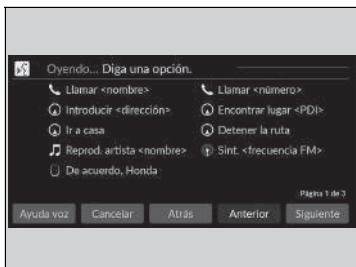 Oyendo... Diga una opción.
Llamar <nombre> Llamar <número>
Introducir <dirección> Encontrar lugar <PDI>
Ir a casa Detener la ruta
Reprod. artista <nombre> Sint. <frecuencia FM>
De acuerdo, Honda
Página 1 de 3
Ayuda voz Cancelar Atrás Anterior Siguiente